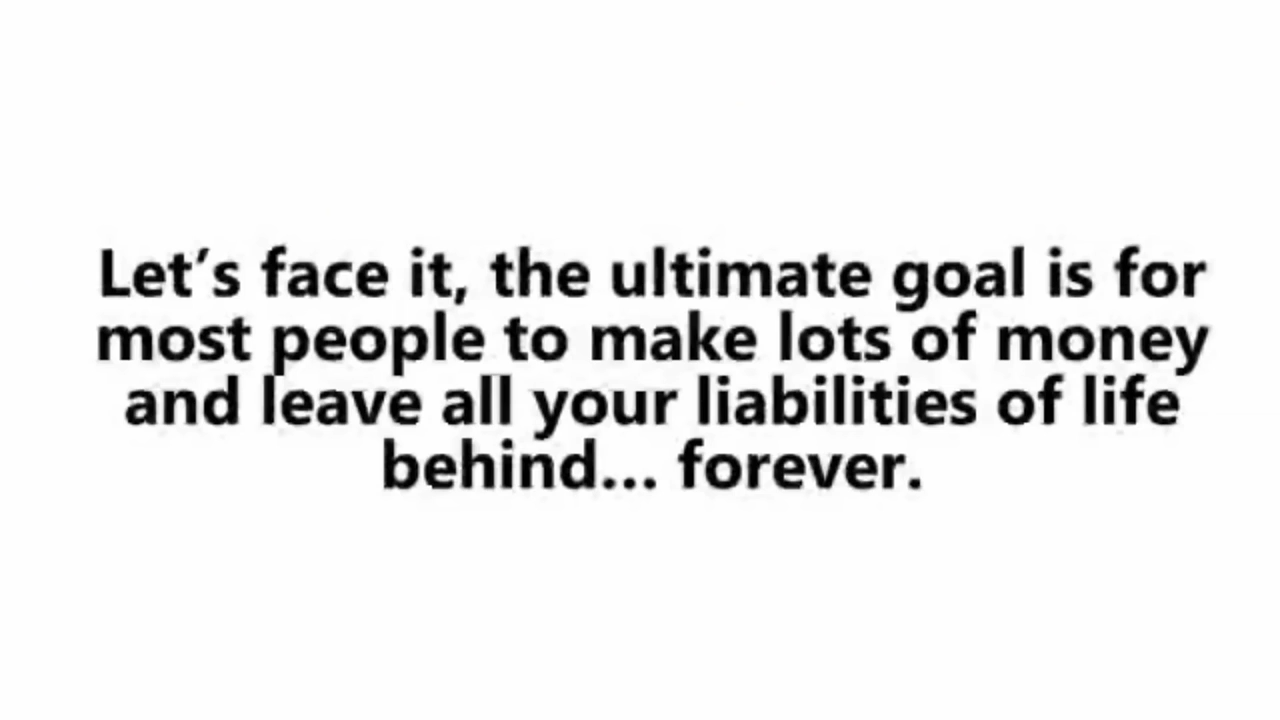 Let’s face it, the ultimate goal is for
most people to make lots of money
and leave all your liabilities of life
behind... forever.